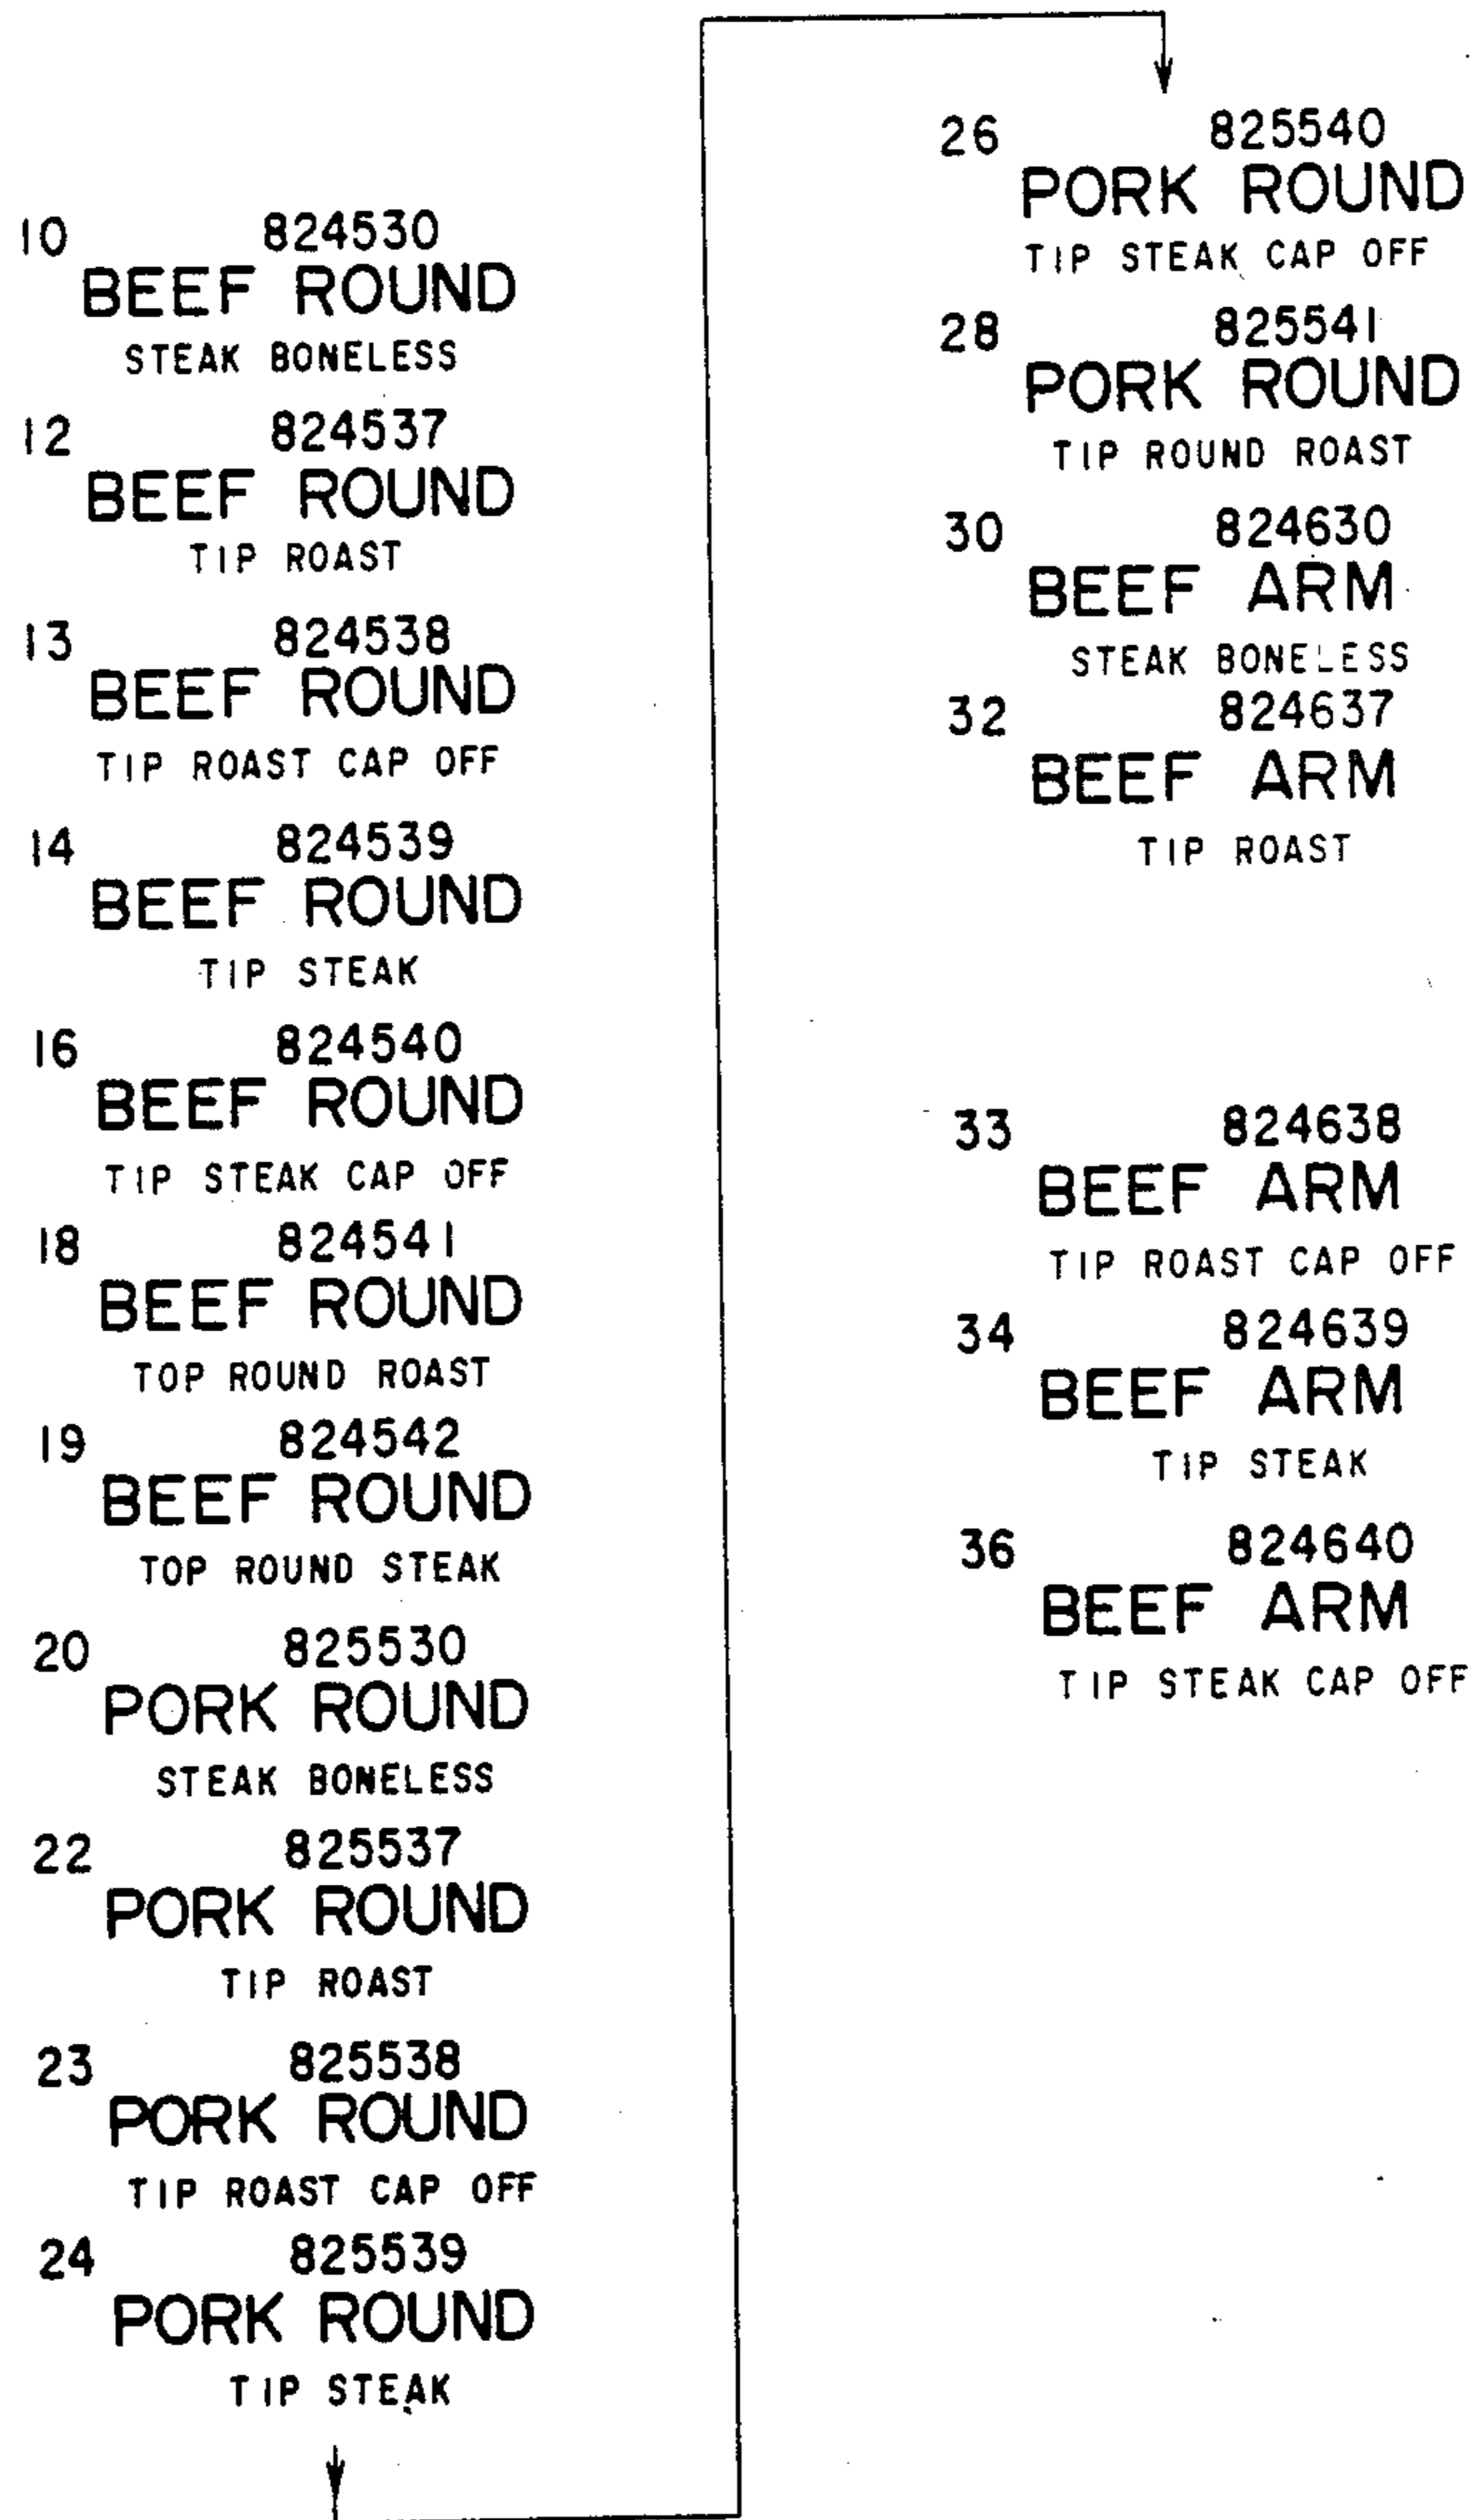 10 824530
BEEF ROUND
STEAK BONELESS
12 824537
BEEF ROUND
TIP ROAST
13 824538
BEEF ROUND
TIP ROAST CAP OFF
14 824539
BEEF ROUND
TIP STEAK
16 824540
BEEF ROUND
TIP STEAK CAP OFF
18 824541
BEEF ROUND
TOP ROUND ROAST
19 824542
BEEF ROUND
TOP ROUND STEAK
20 825530
PORK ROUND
STEAK BONELESS
22 825537
PORK ROUND
TIP ROAST
23 825538
PORK ROUND
TIP ROAST CAP OFF
24 825539
PORK ROUND
TIP STEAK
26 825540
PORK ROUND
TIP STEAK CAP OFF
28 825541
PORK ROUND
TIP ROUND ROAST
30 824630
BEEF ARM
STEAK BONELESS
32 824637
BEEF ARM
TIP ROAST
33 824638
BEEF ARM
TIP ROAST CAP OFF
34 824639
BEEF ARM
TIP STEAK
36 824640
BEEF ARM
TIP STEAK CAP OFF